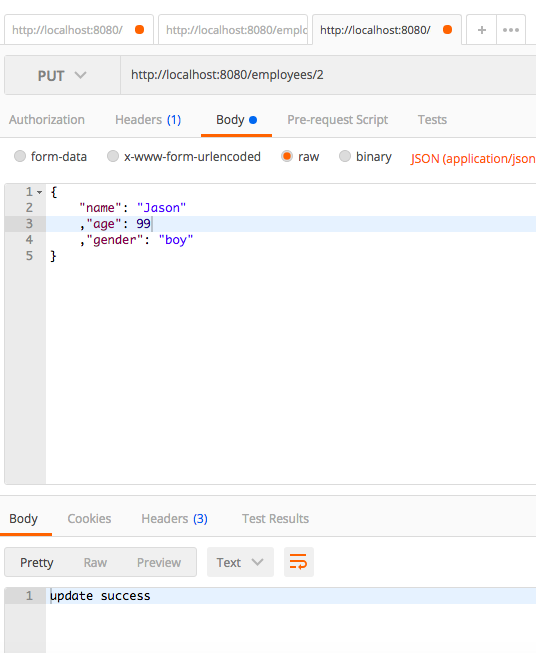 http://localhost:8080/ http://localhost:8080/emplo http://localhost:8080/ + •••
PUT http://localhost:8080/employees/2
Authorization Headers (1) Body Pre-request Script Tests
form-data x-www-form-urlencoded raw binary JSON (application/json
1 {
2 "name": "Jason"
3 ,"age": 99
4 ,"gender": "boy"
5 }
Body Cookies Headers (3) Test Results
Pretty Raw Preview Text
1 update success